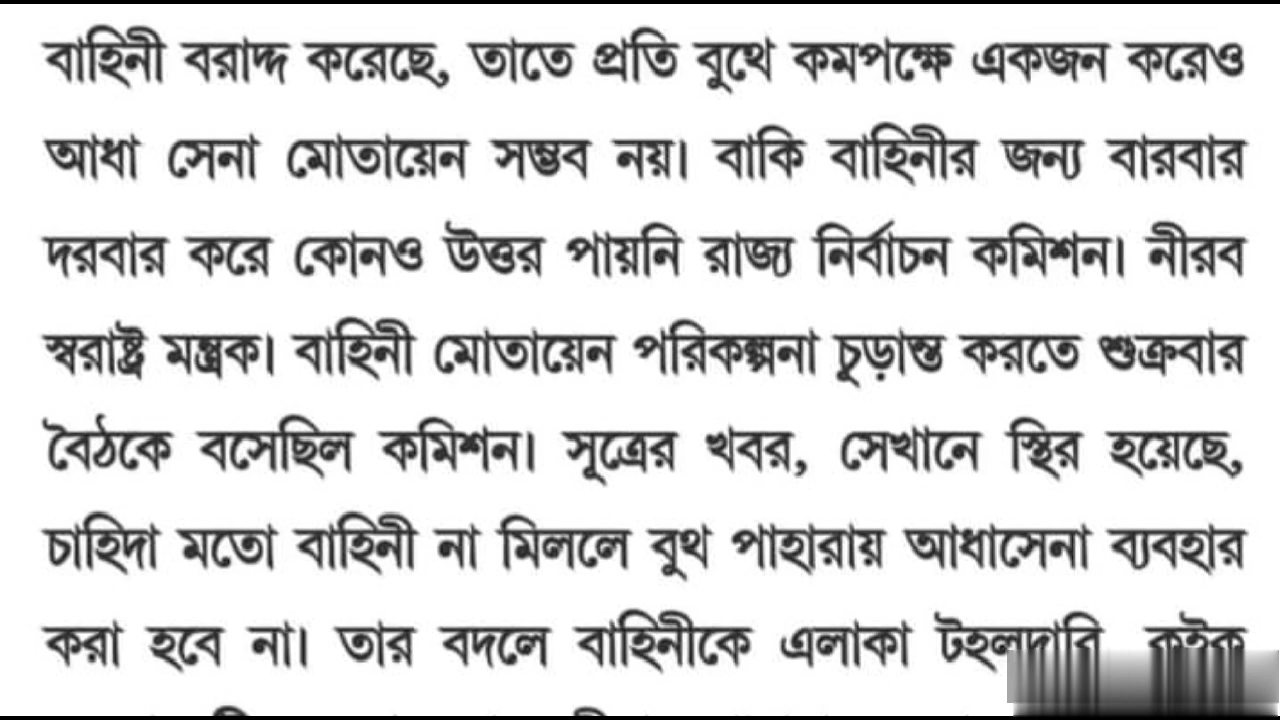 বাহিনী বরাদ্দ করেছে, তাতে প্রতি বুথে কমপক্ষে একজন করেও
আধা সেনা মোতায়েন সম্ভব নয়। বাকি বাহিনীর জন্য বারবার
দরবার করে কোনও উত্তর পায়নি রাজ্য নির্বাচন কমিশন। নীরব
স্বরাষ্ট্র মন্ত্রক। বাহিনী মোতায়েন পরিকল্পনা চূড়ান্ত করতে শুক্রবার
বৈঠকে বসেছিল কমিশন। সূত্রের খবর, সেখানে স্থির হয়েছে,
চাহিদা মতো বাহিনী না মিললে বুথ পাহারায় আধাসেনা ব্যবহার
করা হবে না। তার বদলে বাহিনীকে এলাকা টহলদারি, কুইক